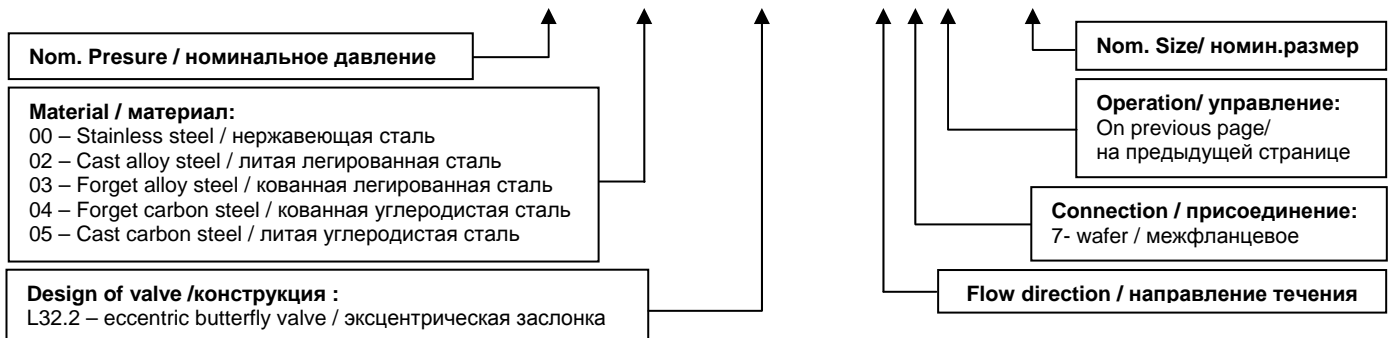 Nom. Presure / номинальное давление
Material / материал:
00 – Stainless steel / нержавеющая сталь
02 – Cast alloy steel / литая легированная сталь
03 – Forget alloy steel / кованная легированная сталь
04 – Forget carbon steel / кованная углеродистая сталь
05 – Cast carbon steel / литая углеродистая сталь
Design of valve /конструкция :
L32.2 – eccentric butterfly valve / эксцентрическая заслонка
Nom. Size/ номин.размер
Operation/ управление:
On previous page/
на предыдущей странице
Connection / присоединение:
7- wafer / межфланцевое
Flow direction / направление течения